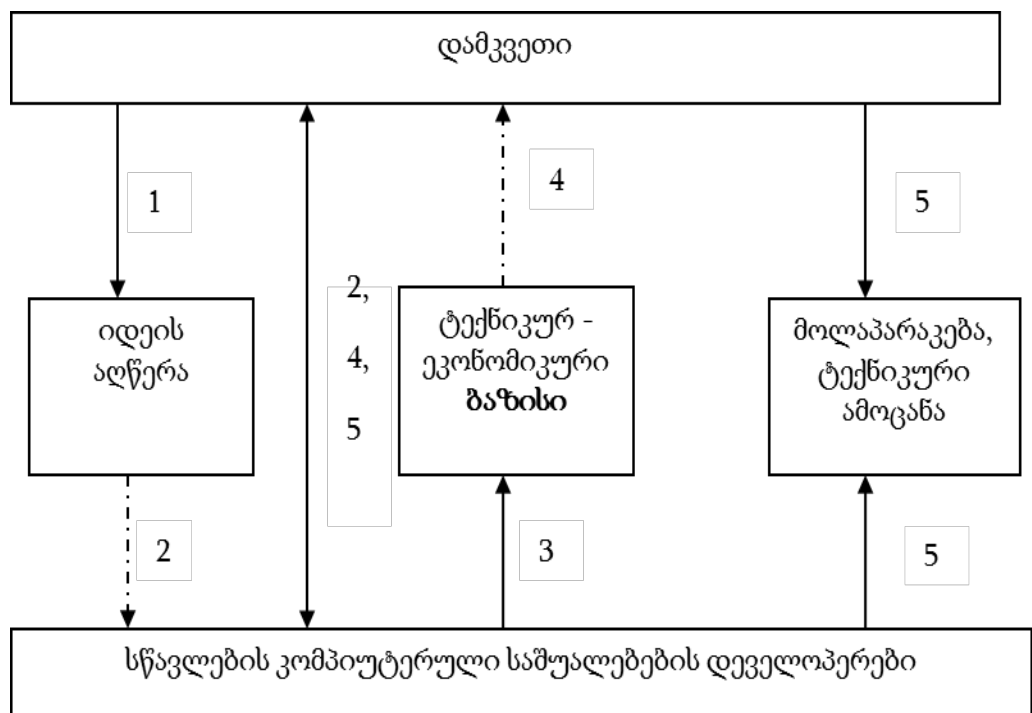 დამკვეთი
1
4
5
იდეის
აღწერა
2,
4,
5
ტექნიკურ -
ეკონომიკური
ბაზისი
მოლაპარაკება,
ტექნიკური
ამოცანა
2
3
5
სწავლების კომპიუტერული საშუალებების დეველოპერები